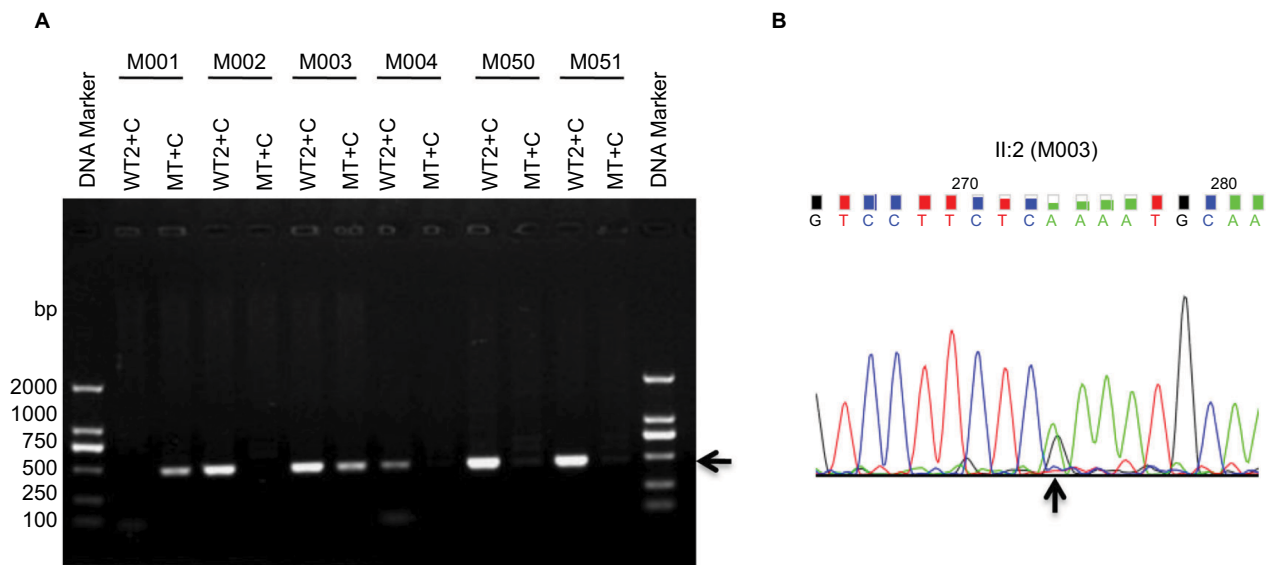 A
M001 M002 M003 M004 M050 M051
DNA Marker
WT2+C
MT+C
WT2+C
MT+C
WT2+C
MT+C
WT2+C
MT+C
WT2+C
MT+C
WT2+C
MT+C
DNA Marker
bp
2000
1000
750
500
250
100
B
II:2 (M003)
270 280
G T C C T T C T C A A A A T G C A A